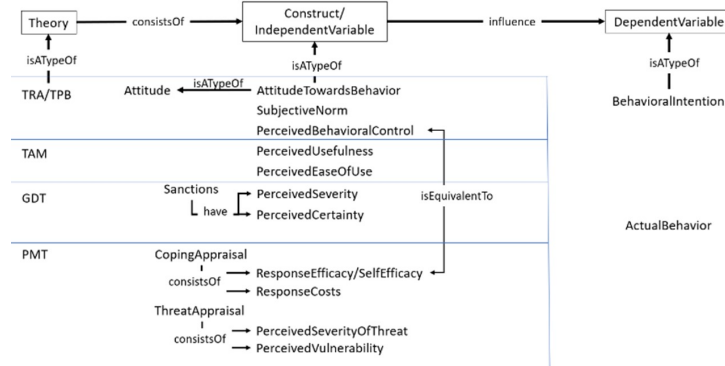 Theory
consistsOf
Construct/
IndependentVariable
influence
DependentVariable
isATypeOf
isATypeOf
isATypeOf
TRA/TPB
Attitude
isATypeOf
AttitudeTowardsBehavior
BehavioralIntention
SubjectiveNorm
PerceivedBehavioralControl
TAM
PerceivedUsefulness
PerceivedEaseOfUse
GDT
Sanctions
have
PerceivedSeverity
PerceivedCertainty
isEquivalentTo
ActualBehavior
PMT
CopingAppraisal
consistsOf
ResponseEfficacy/SelfEfficacy
ResponseCosts
ThreatAppraisal
consistsOf
PerceivedSeverityOfThreat
PerceivedVulnerability